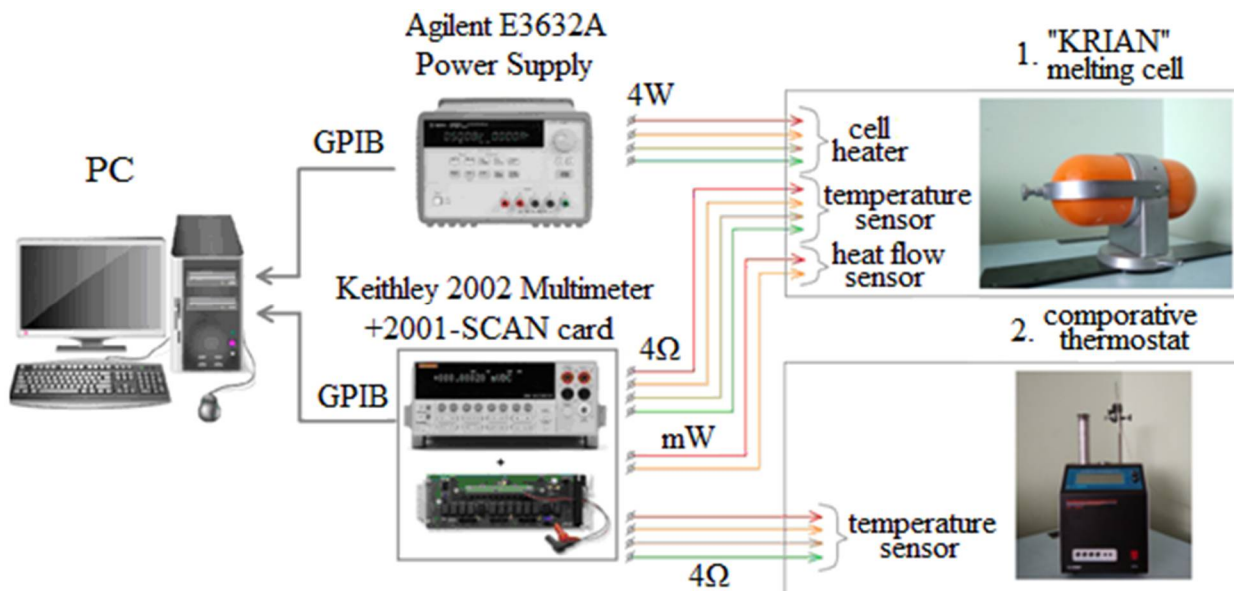 Agilent E3632A
Power Supply
1. "KRIAN"
melting cell
4W
GPIB
PC
cell
heater
temperature
sensor
heat flow
sensor
Keithley 2002 Multimeter
+2001-SCAN card
2. comporative
thermostat
4Ω
GPIB
mW
+
temperature
sensor
4Ω